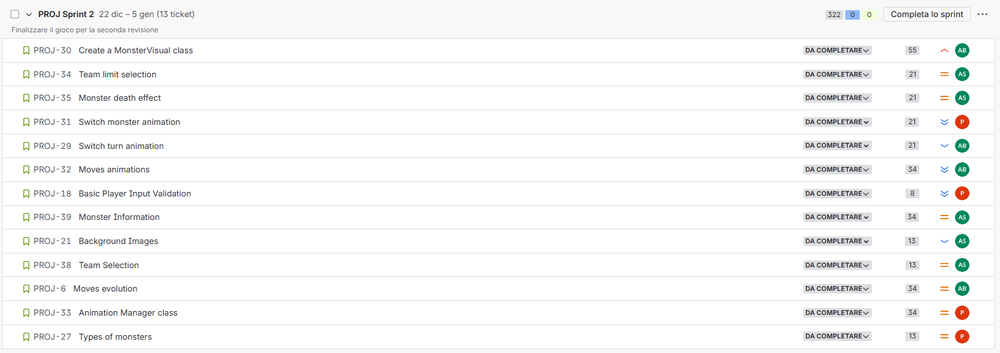 PROJ Sprint 2 22 dic – 5 gen (13 ticket) 322 0 0 Completa lo sprint
Finalizzare il gioco per la seconda revisione
PROJ-30 Create a MonsterVisual class DA COMPLETARE 55 AB
PROJ-34 Team limit selection DA COMPLETARE 21 AS
PROJ-35 Monster death effect DA COMPLETARE 21 AS
PROJ-31 Switch monster animation DA COMPLETARE 21 P
PROJ-29 Switch turn animation DA COMPLETARE 21 AB
PROJ-32 Moves animations DA COMPLETARE 34 AB
PROJ-18 Basic Player Input Validation DA COMPLETARE 8 P
PROJ-39 Monster Information DA COMPLETARE 34 AS
PROJ-21 Background Images DA COMPLETARE 13 AS
PROJ-38 Team Selection DA COMPLETARE 13 AS
PROJ-6 Moves evolution DA COMPLETARE 34 AB
PROJ-33 Animation Manager class DA COMPLETARE 34 P
PROJ-27 Types of monsters DA COMPLETARE 13 P